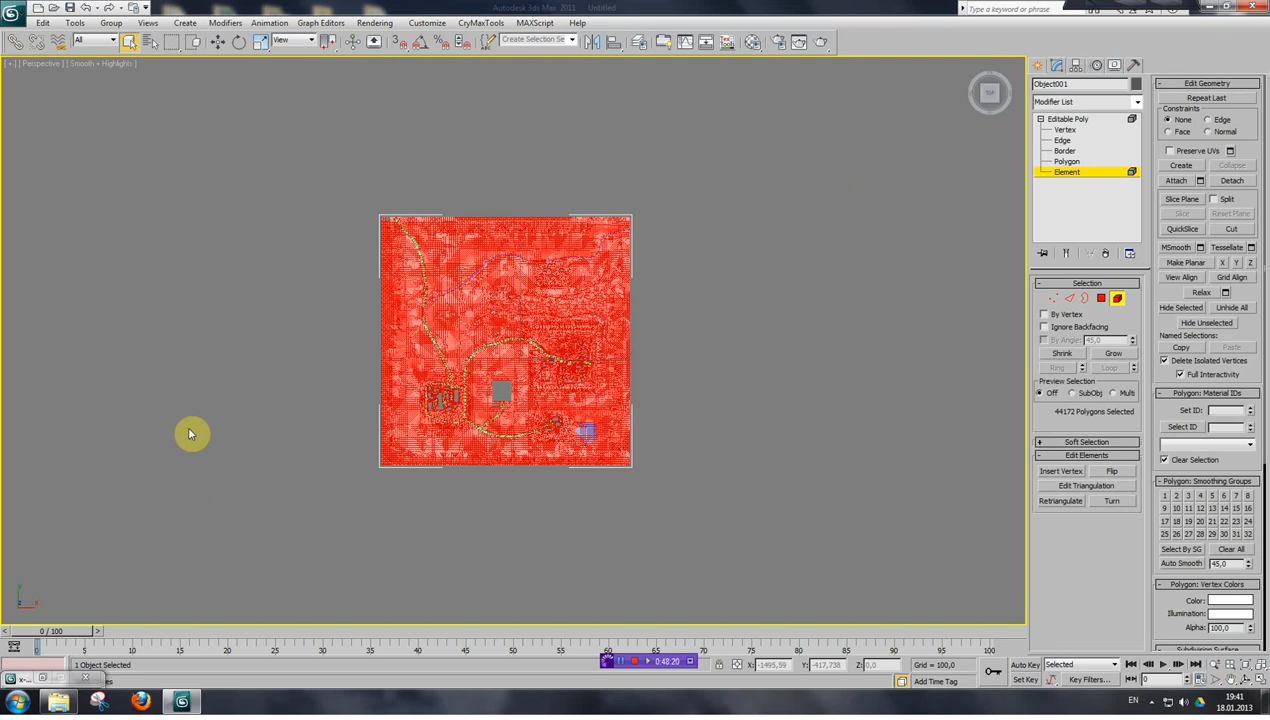 Autodesk 3ds Max 2011 Untitled
Type a keyword or phrase
Edit Tools Group Views Create Modifiers Animation Graph Editors Rendering Customize CryMaxTools MAXScript Help
All View Create Selection Se
[ + ] [ Perspective ] [ Smooth + Highlights ]
TOP
Object001
Modifier List
Editable Poly
Vertex
Edge
Border
Polygon
Element
Selection
By Vertex
Ignore Backfacing
By Angle: 45,0
Shrink Grow
Ring Loop
Preview Selection
Off SubObj Multi
44172 Polygons Selected
Soft Selection
Edit Elements
Insert Vertex Flip
Edit Triangulation
Retriangulate Turn
Edit Geometry
Repeat Last
Constraints
None Edge
Face Normal
Preserve UVs
Create Collapse
Attach Detach
Slice Plane Split
Slice Reset Plane
QuickSlice Cut
MSmooth Tessellate
Make Planar X Y Z
View Align Grid Align
Relax
Hide Selected Unhide All
Hide Unselected
Named Selections:
Copy Paste
Delete Isolated Vertices
Full Interactivity
Polygon: Material IDs
Set ID:
Select ID
Clear Selection
Polygon: Smoothing Groups
1 2 3 4 5 6 7 8
9 10 11 12 13 14 15 16
17 18 19 20 21 22 23 24
25 26 27 28 29 30 31 32
Select By SG Clear All
Auto Smooth 45,0
Polygon: Vertex Colors
Color:
Illumination:
Alpha: 100,0
Subdivision Surface
0 / 100
0 5 10 15 20 25 30 35 40 45 50 55 60 65 70 75 80 85 90 95 100
1 Object Selected
0:48:20
X: -1495,59 Y: -417,738 Z: 0,0
Grid = 100,0
Add Time Tag
Auto Key Selected
Set Key Key Filters...
0
EN
19:41
18.01.2013